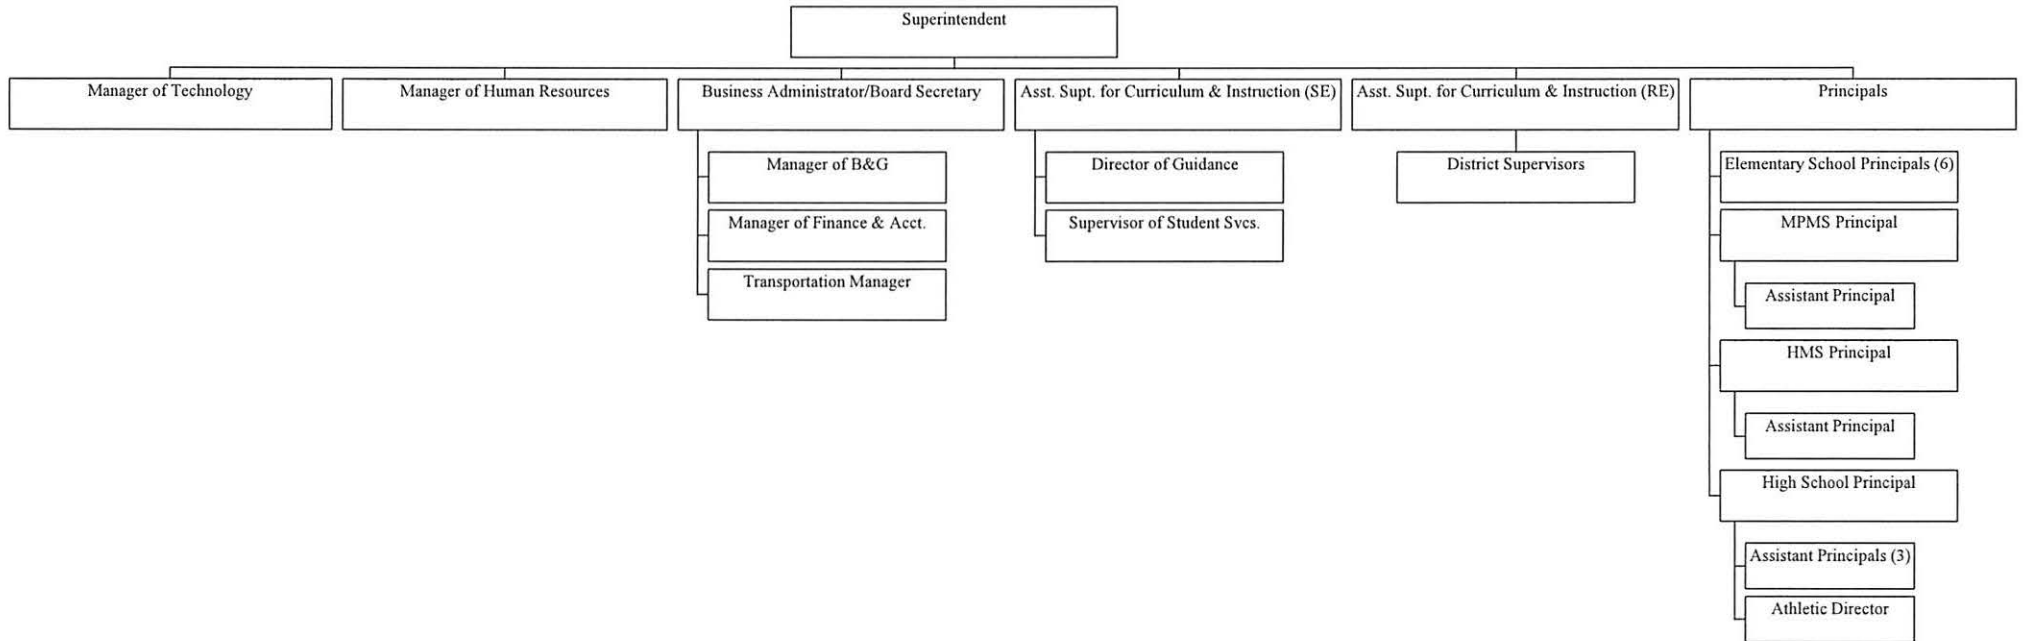 Superintendent
Manager of Technology
Manager of Human Resources
Business Administrator/Board Secretary
Asst. Supt. for Curriculum & Instruction (SE)
Asst. Supt. for Curriculum & Instruction (RE)
Principals
Manager of B&G
Manager of Finance & Acct.
Transportation Manager
Director of Guidance
Supervisor of Student Svcs.
District Supervisors
Elementary School Principals (6)
MPMS Principal
Assistant Principal
HMS Principal
Assistant Principal
High School Principal
Assistant Principals (3)
Athletic Director